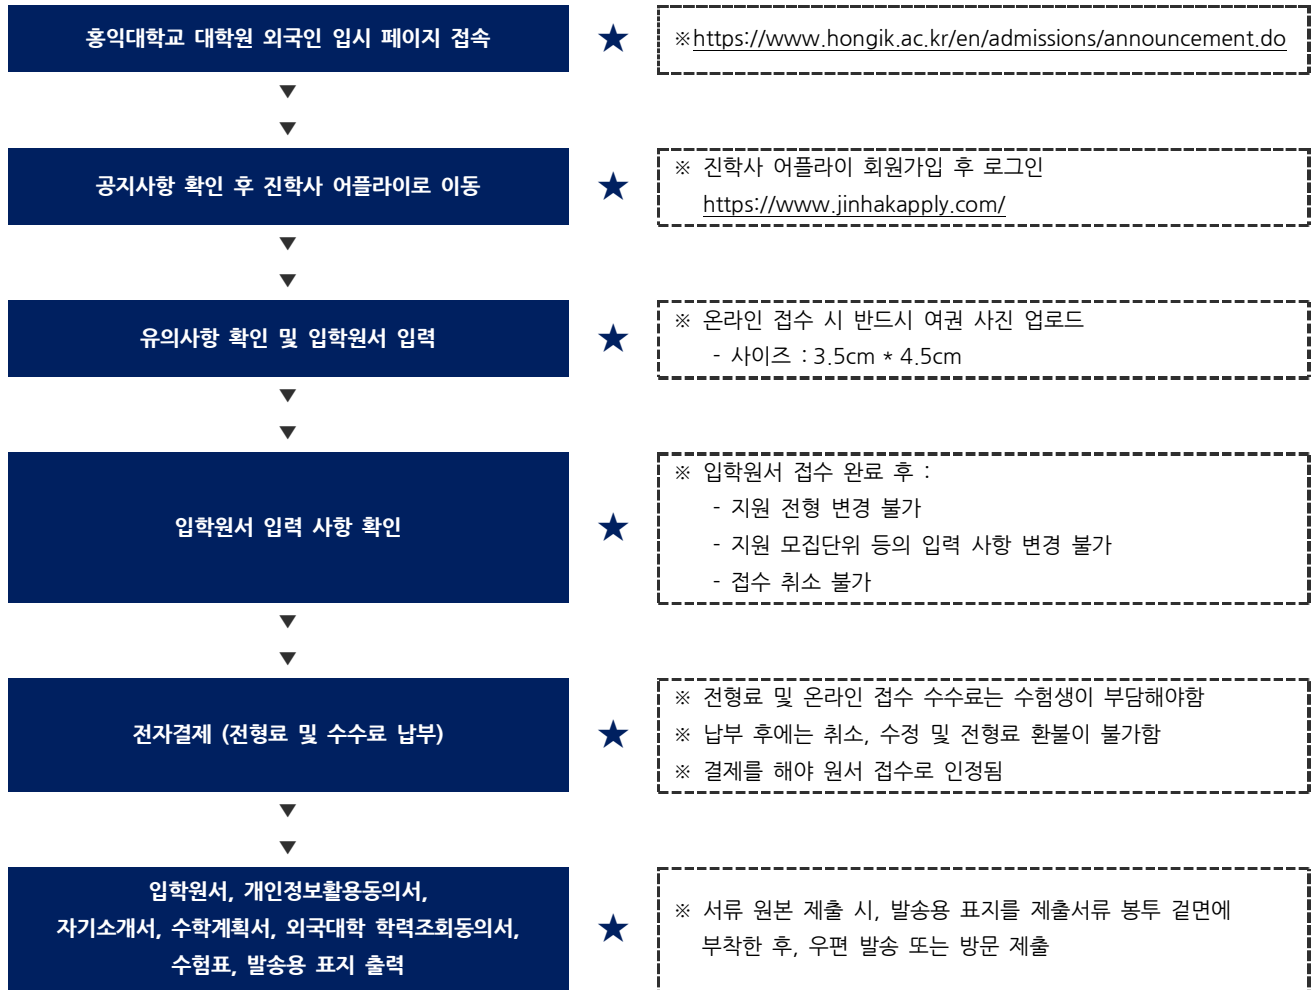 홍익대학교 대학원 외국인 입시 페이지 접속
★
※https://www.hongik.ac.kr/en/admissions/announcement.do
▼
▼
공지사항 확인 후 진학사 어플라이로 이동
★
※ 진학사 어플라이 회원가입 후 로그인
https://www.jinhakapply.com/
▼
▼
유의사항 확인 및 입학원서 입력
★
※ 온라인 접수 시 반드시 여권 사진 업로드
- 사이즈 : 3.5cm * 4.5cm
▼
▼
입학원서 입력 사항 확인
★
※ 입학원서 접수 완료 후 :
- 지원 전형 변경 불가
- 지원 모집단위 등의 입력 사항 변경 불가
- 접수 취소 불가
▼
▼
전자결제 (전형료 및 수수료 납부)
★
※ 전형료 및 온라인 접수 수수료는 수험생이 부담해야함
※ 납부 후에는 취소, 수정 및 전형료 환불이 불가함
※ 결제를 해야 원서 접수로 인정됨
▼
▼
입학원서, 개인정보활용동의서,
자기소개서, 수학계획서, 외국대학 학력조회동의서,
수험표, 발송용 표지 출력
★
※ 서류 원본 제출 시, 발송용 표지를 제출서류 봉투 겉면에
부착한 후, 우편 발송 또는 방문 제출